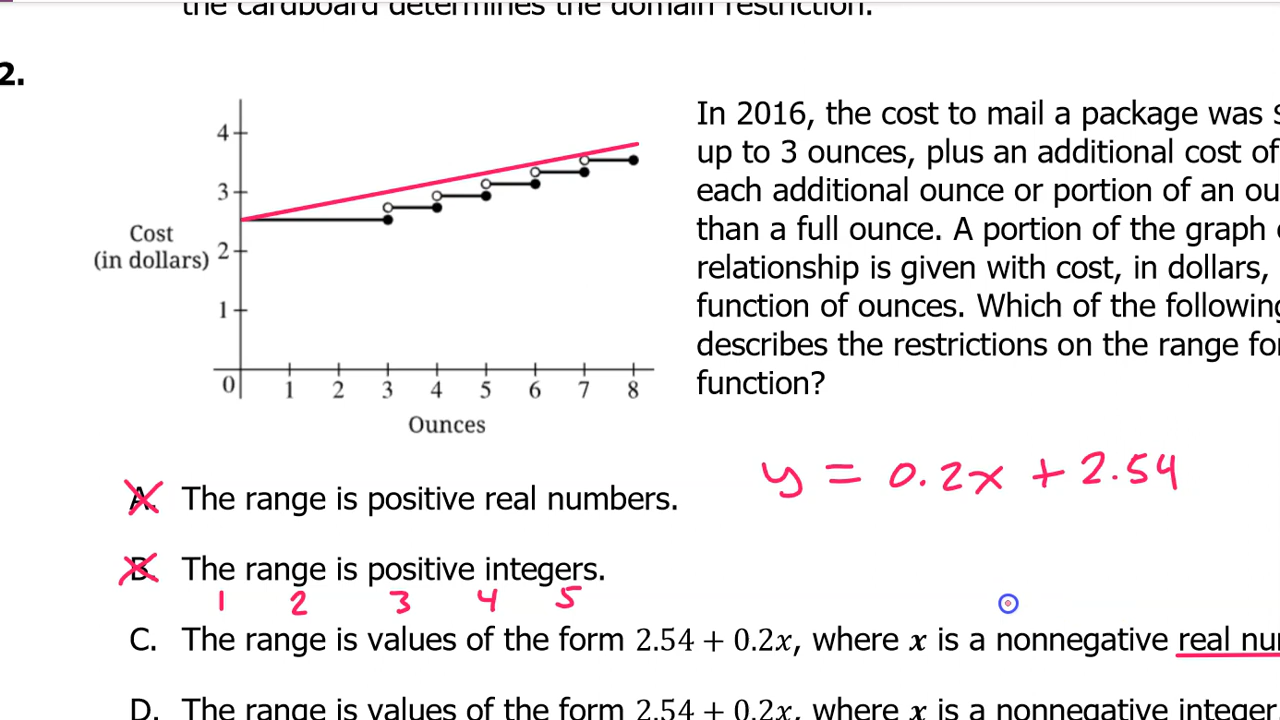 the cardboard determines the domain restriction.
2.
4
3
2
1
0
1 2 3 4 5 6 7 8
Cost
(in dollars)
Ounces
In 2016, the cost to mail a package was
up to 3 ounces, plus an additional cost of
each additional ounce or portion of an ou
than a full ounce. A portion of the graph
relationship is given with cost, in dollars,
function of ounces. Which of the following
describes the restrictions on the range fo
function?
y = 0.2x + 2.54
A. The range is positive real numbers.
B. The range is positive integers.
1 2 3 4 5
C. The range is values of the form 2.54 + 0.2x, where x is a nonnegative real nu
D. The range is values of the form 2.54 + 0.2x, where x is a nonnegative integer